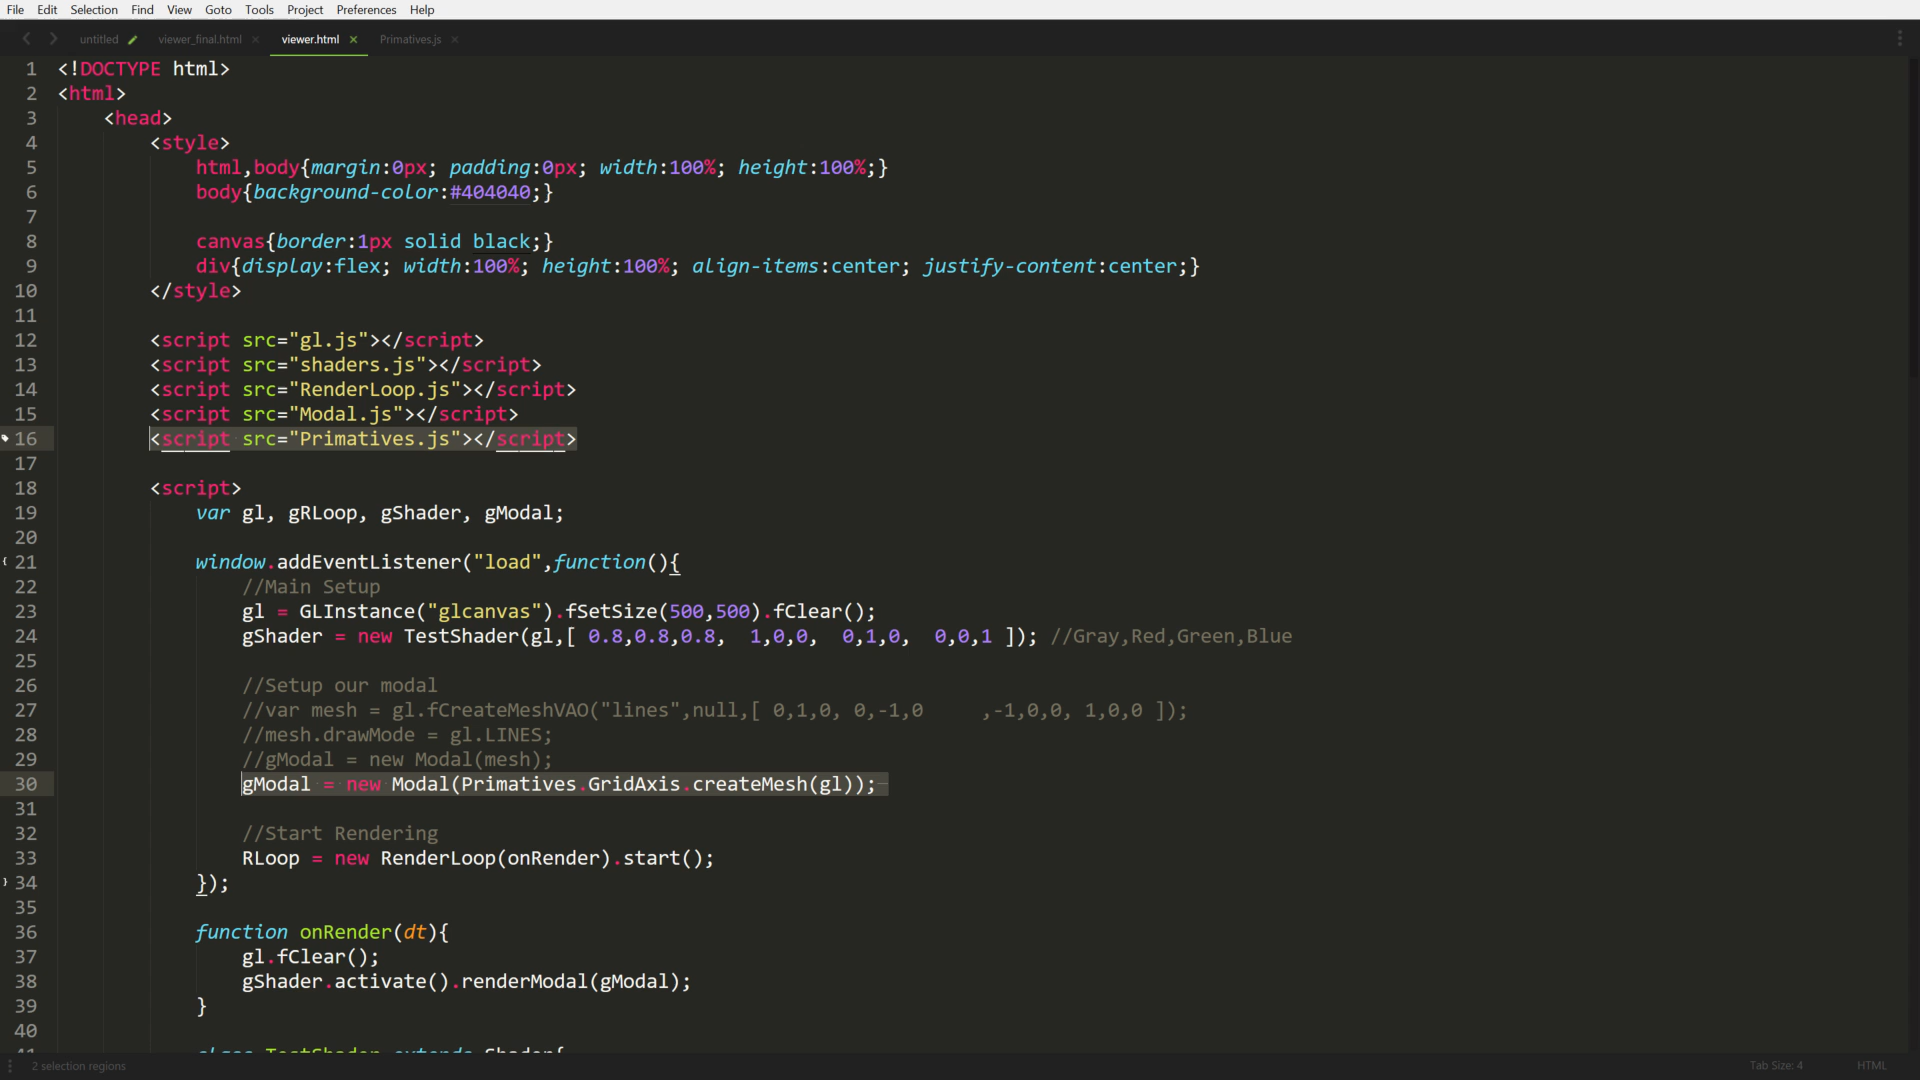 File Edit Selection Find View Goto Tools Project Preferences Help
untitled viewer_final.html viewer.html Primatives.js
1 <!DOCTYPE html>
2 <html>
3 <head>
4 <style>
5 html,body{margin:0px; padding:0px; width:100%; height:100%;}
6 body{background-color:#404040;}
7
8 canvas{border:1px solid black;}
9 div{display:flex; width:100%; height:100%; align-items:center; justify-content:center;}
10 </style>
11
12 <script src="gl.js"></script>
13 <script src="shaders.js"></script>
14 <script src="RenderLoop.js"></script>
15 <script src="Modal.js"></script>
16 <script src="Primatives.js"></script>
17
18 <script>
19 var gl, gRLoop, gShader, gModal;
20
21 window.addEventListener("load",function(){
22 //Main Setup
23 gl = GLInstance("glcanvas").fSetSize(500,500).fClear();
24 gShader = new TestShader(gl,[ 0.8,0.8,0.8, 1,0,0, 0,1,0, 0,0,1 ]); //Gray,Red,Green,Blue
25
26 //Setup our modal
27 //var mesh = gl.fCreateMeshVAO("lines",null,[ 0,1,0, 0,-1,0 ,-1,0,0, 1,0,0 ]);
28 //mesh.drawMode = gl.LINES;
29 //gModal = new Modal(mesh);
30 gModal = new Modal(Primatives.GridAxis.createMesh(gl));
31
32 //Start Rendering
33 RLoop = new RenderLoop(onRender).start();
34 });
35
36 function onRender(dt){
37 gl.fClear();
38 gShader.activate().renderModal(gModal);
39 }
40
41 class TestShader extends Shader{
2 selection regions Tab Size: 4 HTML